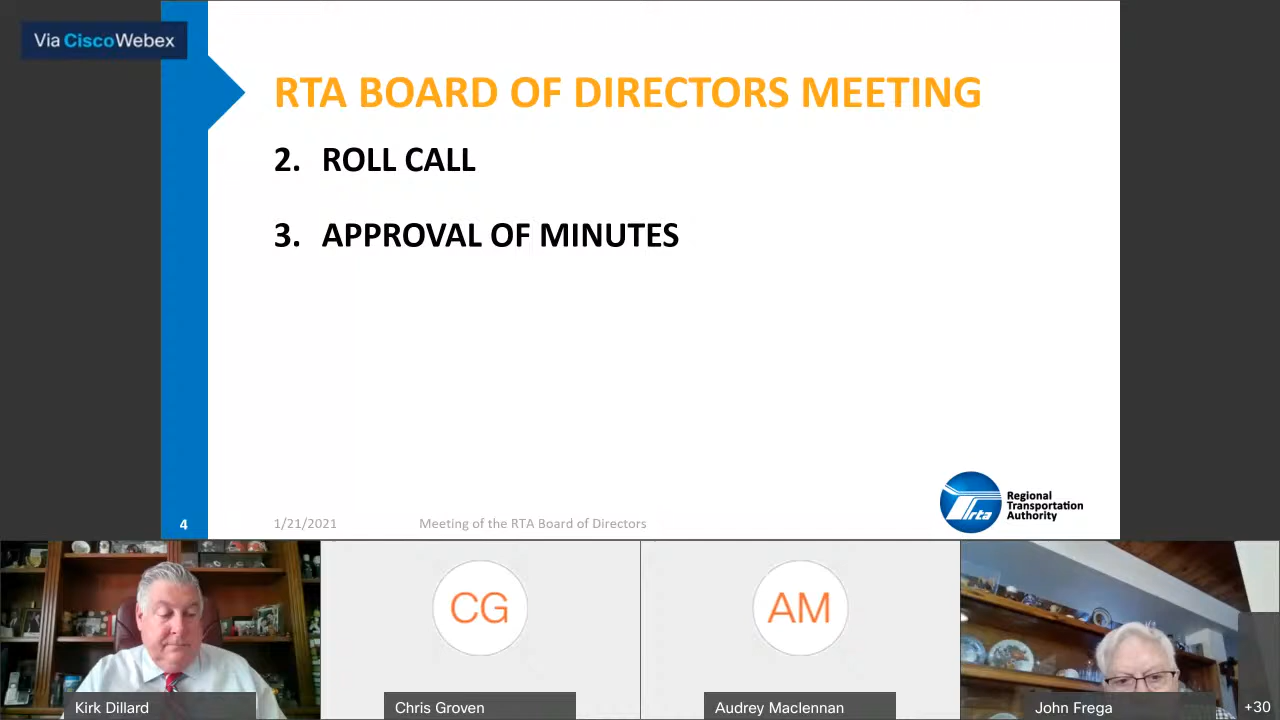 Via CiscoWebex
RTA BOARD OF DIRECTORS MEETING
2. ROLL CALL
3. APPROVAL OF MINUTES
4
1/21/2021
Meeting of the RTA Board of Directors
rta
Regional
Transportation
Authority
CG
AM
Kirk Dillard
Chris Groven
Audrey Maclennan
John Frega
+30